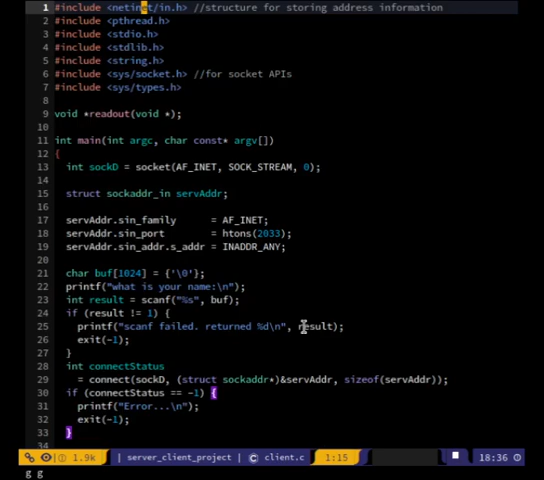 1 #include <netinet/in.h> //structure for storing address information
2 #include <pthread.h>
3 #include <stdio.h>
4 #include <stdlib.h>
5 #include <string.h>
6 #include <sys/socket.h> //for socket APIs
7 #include <sys/types.h>
8
9 void *readout(void *);
10
11 int main(int argc, char const* argv[])
12 {
13 int sockD = socket(AF_INET, SOCK_STREAM, 0);
14
15 struct sockaddr_in servAddr;
16
17 servAddr.sin_family = AF_INET;
18 servAddr.sin_port = htons(2033);
19 servAddr.sin_addr.s_addr = INADDR_ANY;
20
21 char buf[1024] = {'\0'};
22 printf("what is your name:\n");
23 int result = scanf("%s", buf);
24 if (result != 1) {
25 printf("scanf failed. returned %d\n", result);
26 exit(-1);
27 }
28 int connectStatus
29 = connect(sockD, (struct sockaddr*)&servAddr, sizeof(servAddr));
30 if (connectStatus == -1) {
31 printf("Error...\n");
32 exit(-1);
33 }
34
1.9k | server_client_project | client.c 1:15 18:36
g g